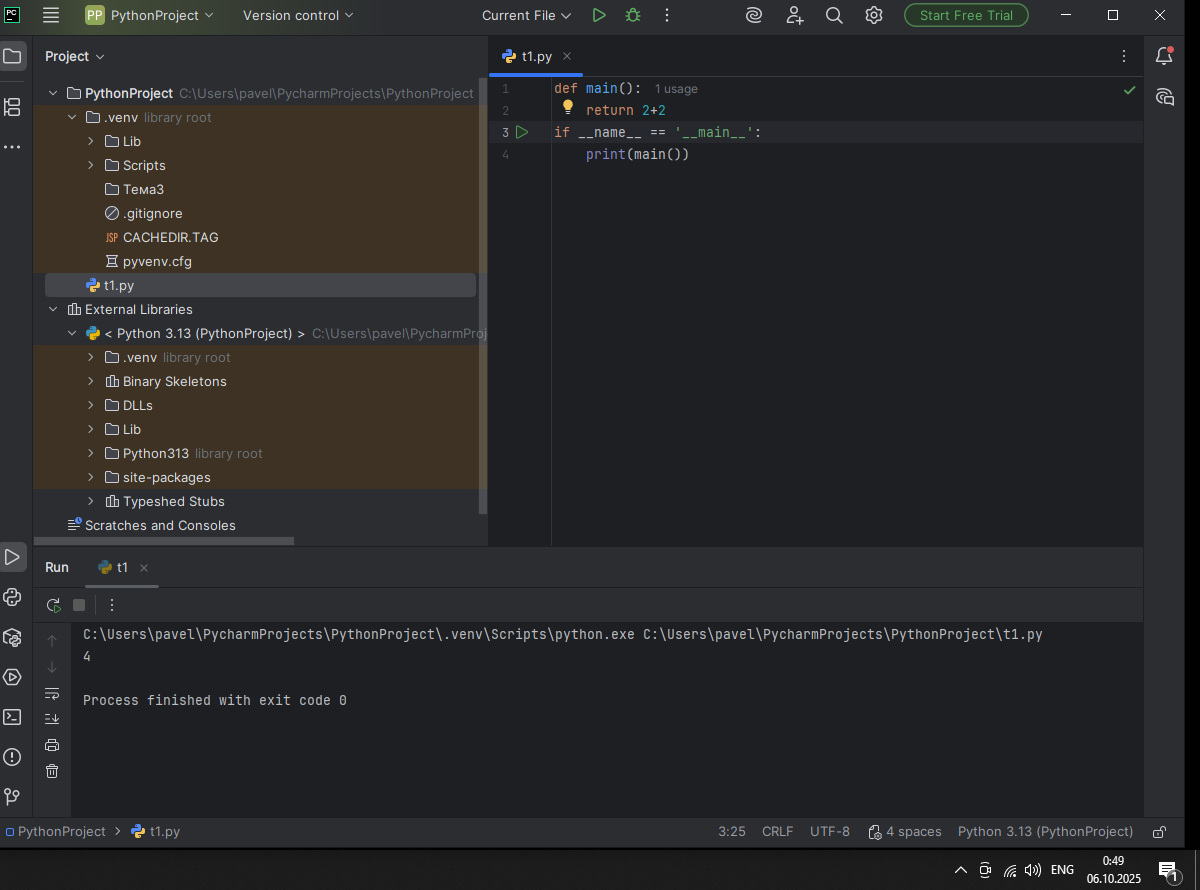 PC PP PythonProject Version control Current File Start Free Trial
Project
PythonProject C:\Users\pavel\PycharmProjects\PythonProject
.venv library root
Lib
Scripts
Тема3
.gitignore
JSP CACHEDIR.TAG
pyvenv.cfg
t1.py
External Libraries
< Python 3.13 (PythonProject) > C:\Users\pavel\PycharmProj
.venv library root
Binary Skeletons
DLLs
Lib
Python313 library root
site-packages
Typeshed Stubs
Scratches and Consoles
t1.py
1 def main(): 1 usage
2 return 2+2
3 if __name__ == '__main__':
4 print(main())
Run t1
C:\Users\pavel\PycharmProjects\PythonProject\.venv\Scripts\python.exe C:\Users\pavel\PycharmProjects\PythonProject\t1.py
4
Process finished with exit code 0
PythonProject > t1.py 3:25 CRLF UTF-8 4 spaces Python 3.13 (PythonProject)
ENG 0:49 1
06.10.2025